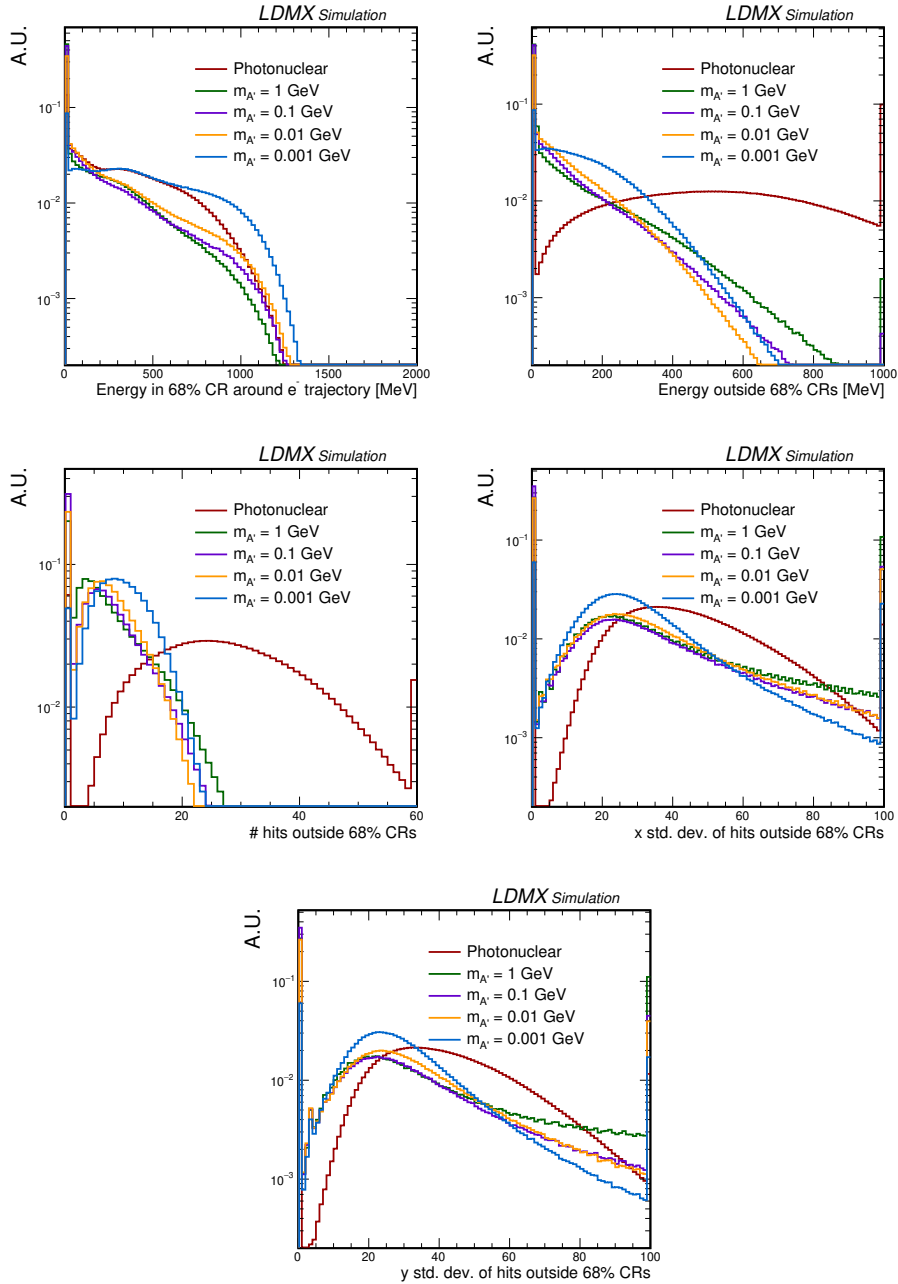 LDMX Simulation
A.U.
Photonuclear
m_A' = 1 GeV
m_A' = 0.1 GeV
m_A' = 0.01 GeV
m_A' = 0.001 GeV
10⁻¹
10⁻²
10⁻³
0 500 1000 1500 2000
Energy in 68% CR around e⁻ trajectory [MeV]
LDMX Simulation
A.U.
Photonuclear
m_A' = 1 GeV
m_A' = 0.1 GeV
m_A' = 0.01 GeV
m_A' = 0.001 GeV
10⁻¹
10⁻²
10⁻³
0 200 400 600 800 1000
Energy outside 68% CRs [MeV]
LDMX Simulation
A.U.
Photonuclear
m_A' = 1 GeV
m_A' = 0.1 GeV
m_A' = 0.01 GeV
m_A' = 0.001 GeV
10⁻¹
10⁻²
0 20 40 60
# hits outside 68% CRs
LDMX Simulation
A.U.
Photonuclear
m_A' = 1 GeV
m_A' = 0.1 GeV
m_A' = 0.01 GeV
m_A' = 0.001 GeV
10⁻¹
10⁻²
10⁻³
0 20 40 60 80 100
x std. dev. of hits outside 68% CRs
LDMX Simulation
A.U.
Photonuclear
m_A' = 1 GeV
m_A' = 0.1 GeV
m_A' = 0.01 GeV
m_A' = 0.001 GeV
10⁻¹
10⁻²
10⁻³
0 20 40 60 80 100
y std. dev. of hits outside 68% CRs